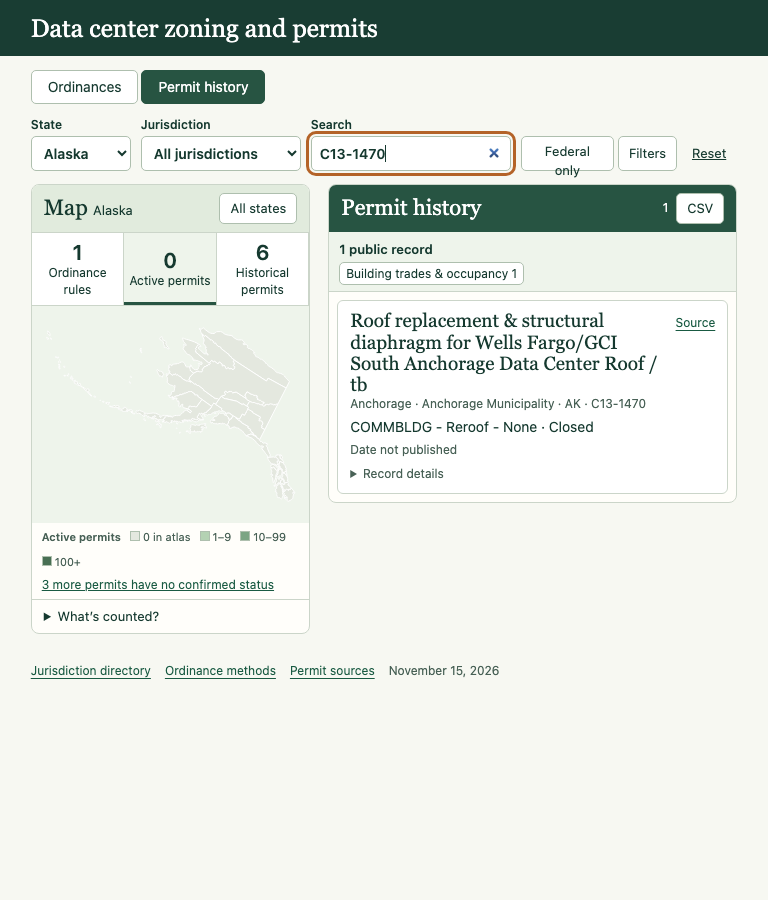 Data center zoning and permits
Ordinances
Permit history
State
Jurisdiction
Search
Alaska
All jurisdictions
C13-1470
Federal
only
Filters
Reset
Map Alaska
All states
1
Ordinance
rules
0
Active permits
6
Historical
permits
Active permits
0 in atlas
1–9
10–99
100+
3 more permits have no confirmed status
What's counted?
Permit history
1
CSV
1 public record
Building trades & occupancy 1
Roof replacement & structural
diaphragm for Wells Fargo/GCI
South Anchorage Data Center Roof /
tb
Source
Anchorage · Anchorage Municipality · AK · C13-1470
COMMBLDG - Reroof - None · Closed
Date not published
Record details
Jurisdiction directory
Ordinance methods
Permit sources
November 15, 2026